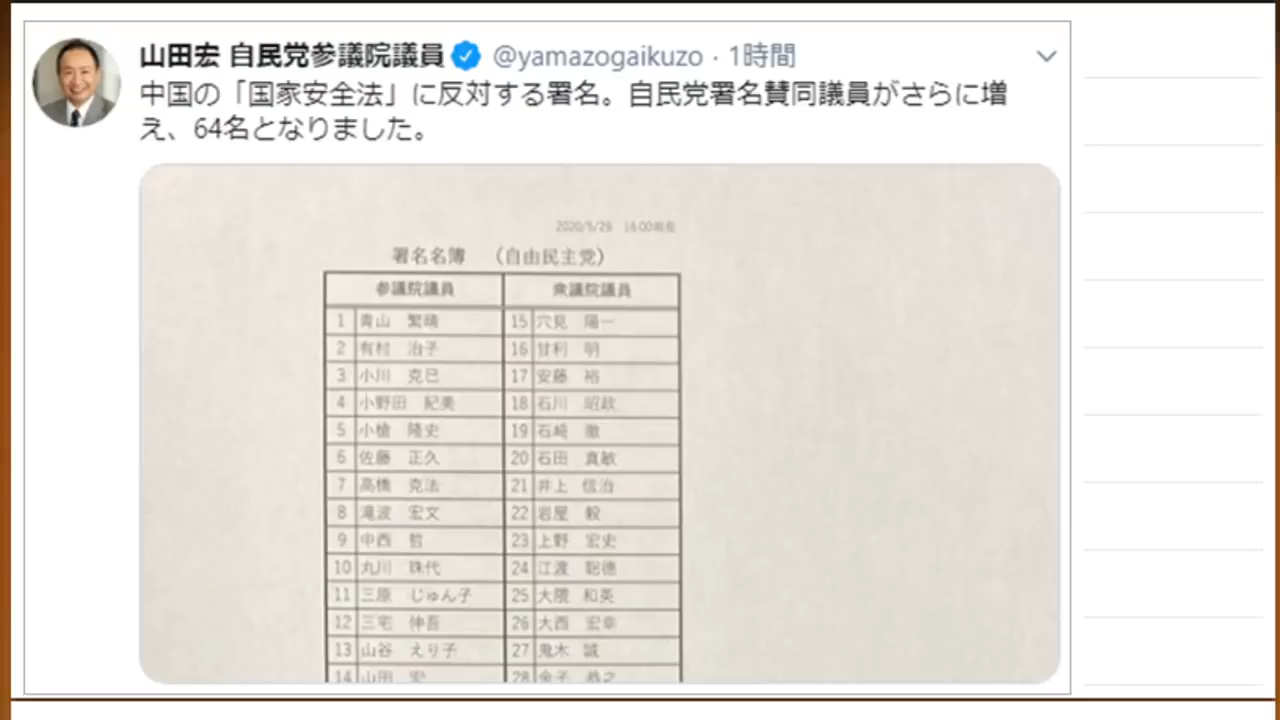 山田宏 自民党参議院議員 @yamazogaikuzo · 1時間
中国の「国家安全法」に反対する署名。自民党署名賛同議員がさらに増
え、64名となりました。
2020/5/29 16:00現在
署名名簿 （自由民主党）
参議院議員 衆議院議員
1 青山 繁晴 15 穴見 陽一
2 有村 治子 16 甘利 明
3 小川 克巳 17 安藤 裕
4 小野田 紀美 18 石川 昭政
5 小槍 隆史 19 石﨑 徹
6 佐藤 正久 20 石田 真敏
7 高橋 克法 21 井上 信治
8 滝波 宏文 22 岩屋 毅
9 中西 哲 23 上野 宏史
10 丸川 珠代 24 江渡 聡徳
11 三原 じゅん子 25 大隈 和英
12 三宅 伸吾 26 大西 宏幸
13 山谷 えり子 27 鬼木 誠
14 山田 宏 28 金子 恭之